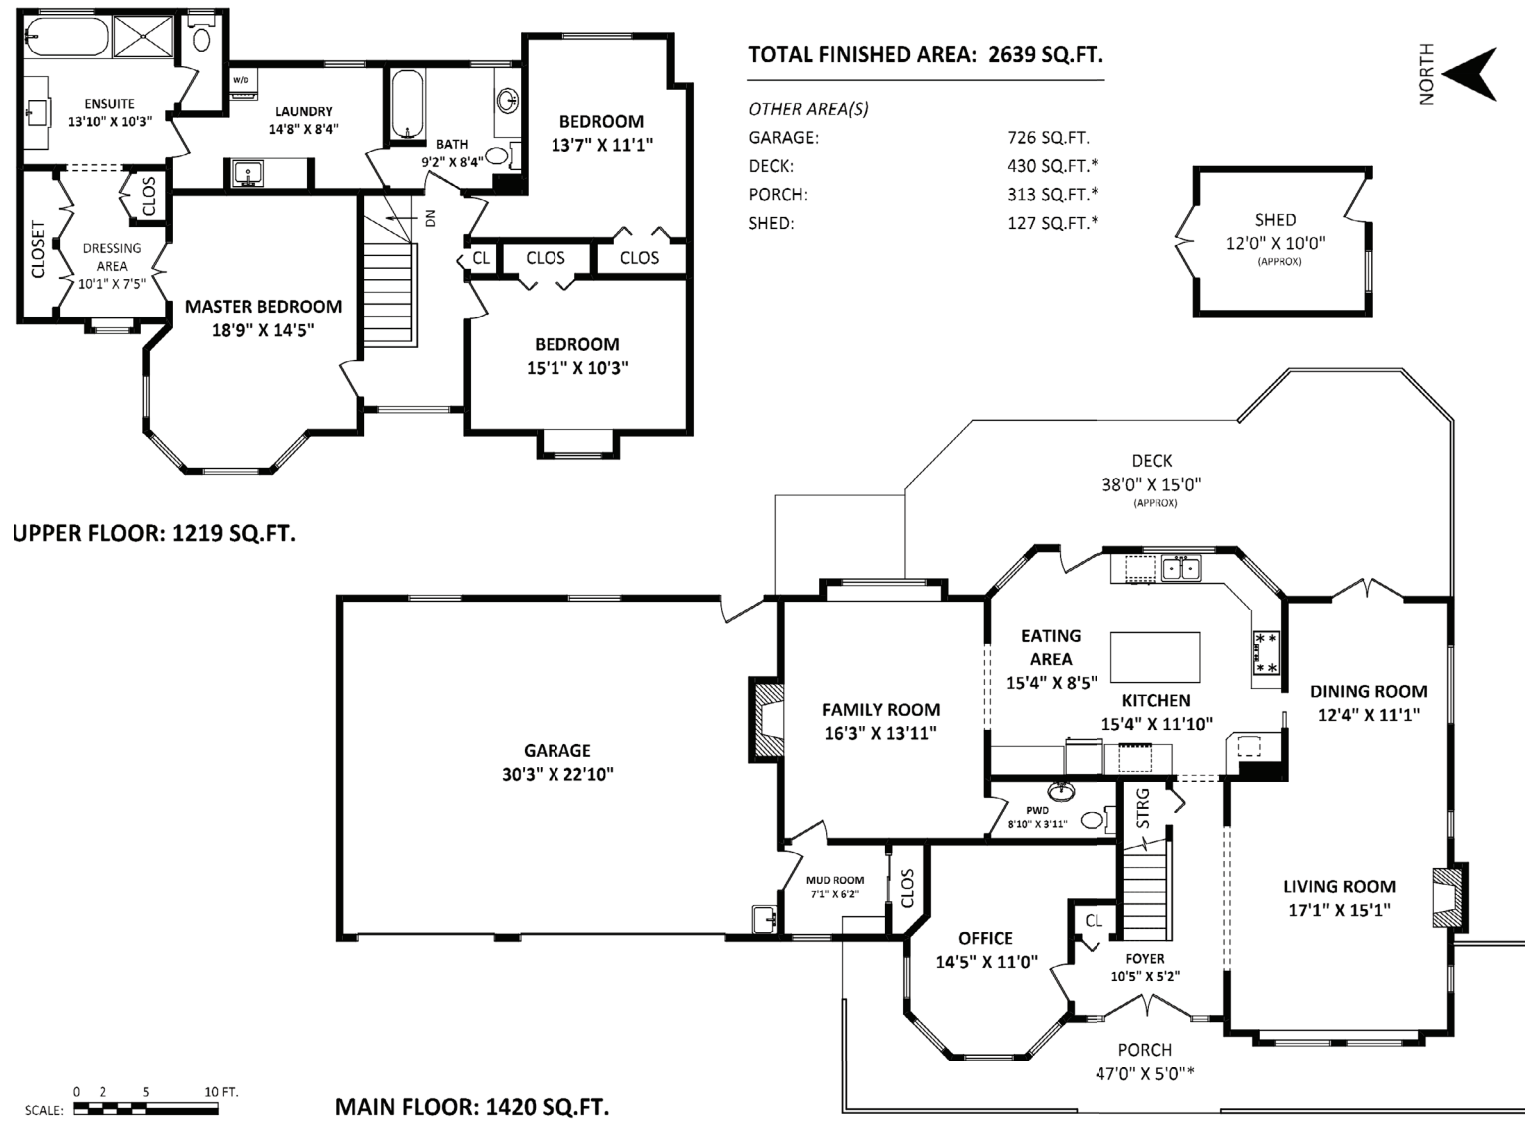 TOTAL FINISHED AREA: 2639 SQ.FT.
OTHER AREA(S)
GARAGE: 726 SQ.FT.
DECK: 430 SQ.FT.*
PORCH: 313 SQ.FT.*
SHED: 127 SQ.FT.*
NORTH
ENSUITE
13'10" X 10'3"
W/D
LAUNDRY
14'8" X 8'4"
BATH
9'2" X 8'4"
BEDROOM
13'7" X 11'1"
CLOSET
CLOS
DRESSING
AREA
10'1" X 7'5"
MASTER BEDROOM
18'9" X 14'5"
DN
CL
CLOS
CLOS
BEDROOM
15'1" X 10'3"
UPPER FLOOR: 1219 SQ.FT.
SHED
12'0" X 10'0"
(APPROX)
DECK
38'0" X 15'0"
(APPROX)
GARAGE
30'3" X 22'10"
FAMILY ROOM
16'3" X 13'11"
EATING
AREA
15'4" X 8'5"
KITCHEN
15'4" X 11'10"
DINING ROOM
12'4" X 11'1"
PWD
8'10" X 3'11"
STRG
MUD ROOM
7'1" X 6'2"
CLOS
OFFICE
14'5" X 11'0"
CL
FOYER
10'5" X 5'2"
LIVING ROOM
17'1" X 15'1"
PORCH
47'0" X 5'0"*
SCALE: 0 2 5 10 FT.
MAIN FLOOR: 1420 SQ.FT.